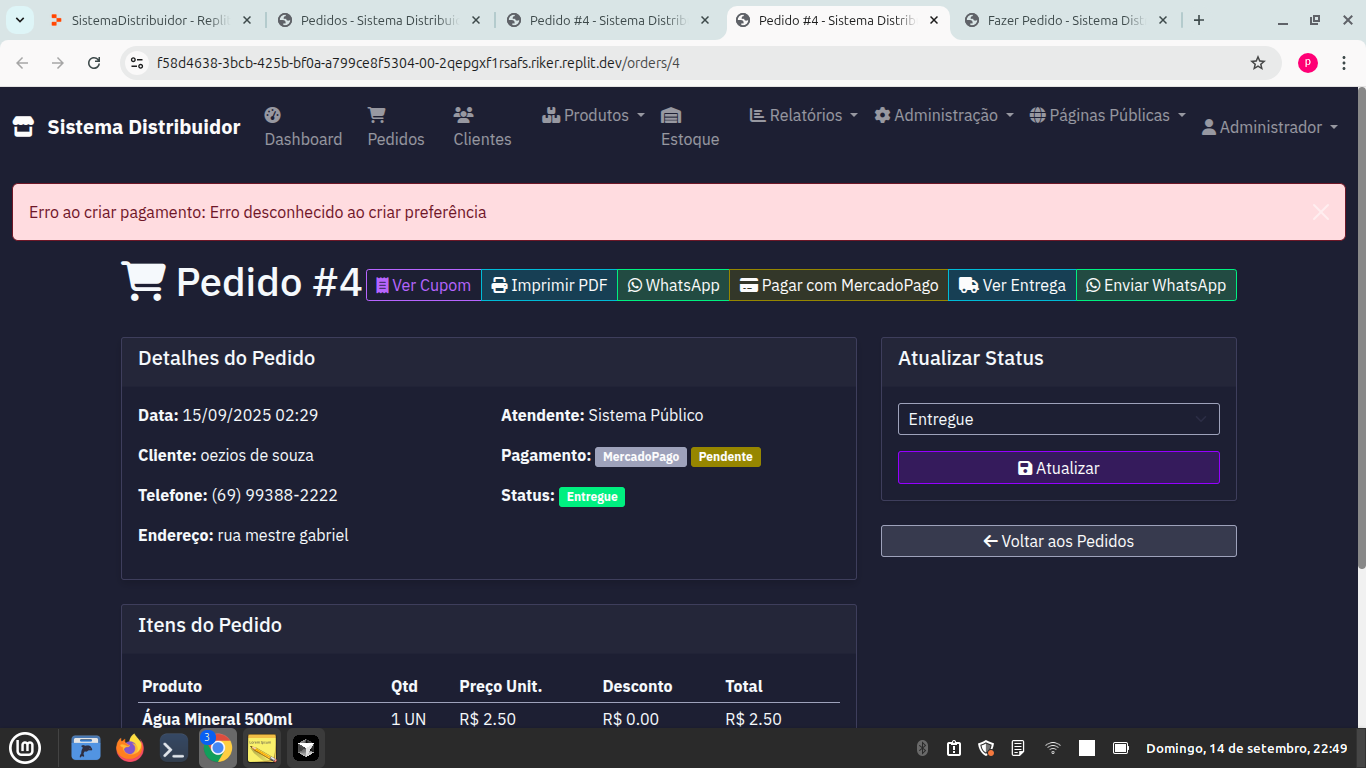 SistemaDistribuidor - Replit
Pedidos - Sistema Distribuid
Pedido #4 - Sistema Distrib
Pedido #4 - Sistema Distrib
Fazer Pedido - Sistema Dist
f58d4638-3bcb-425b-bf0a-a799ce8f5304-00-2qepgxf1rsafs.riker.replit.dev/orders/4
P
Sistema Distribuidor
Dashboard
Pedidos
Clientes
Produtos
Estoque
Relatórios
Administração
Páginas Públicas
Administrador
Erro ao criar pagamento: Erro desconhecido ao criar preferência
Pedido #4
Ver Cupom
Imprimir PDF
WhatsApp
Pagar com MercadoPago
Ver Entrega
Enviar WhatsApp
Detalhes do Pedido
Data: 15/09/2025 02:29
Cliente: oezios de souza
Telefone: (69) 99388-2222
Endereço: rua mestre gabriel
Atendente: Sistema Público
Pagamento: MercadoPago Pendente
Status: Entregue
Atualizar Status
Entregue
Atualizar
Voltar aos Pedidos
Itens do Pedido
Produto Qtd Preço Unit. Desconto Total
Água Mineral 500ml 1 UN R$ 2.50 R$ 0.00 R$ 2.50
3
Domingo, 14 de setembro, 22:49